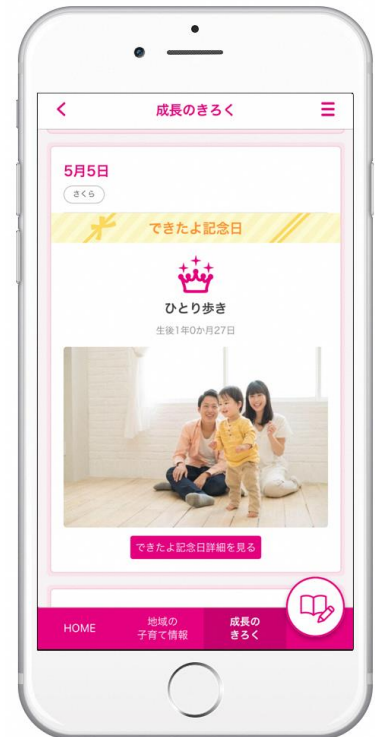 成長のきろく
5月5日
さくら
できたよ記念日
ひとり歩き
生後1年0か月27日
できたよ記念日詳細を見る
HOME
地域の
子育て情報
成長の
きろく